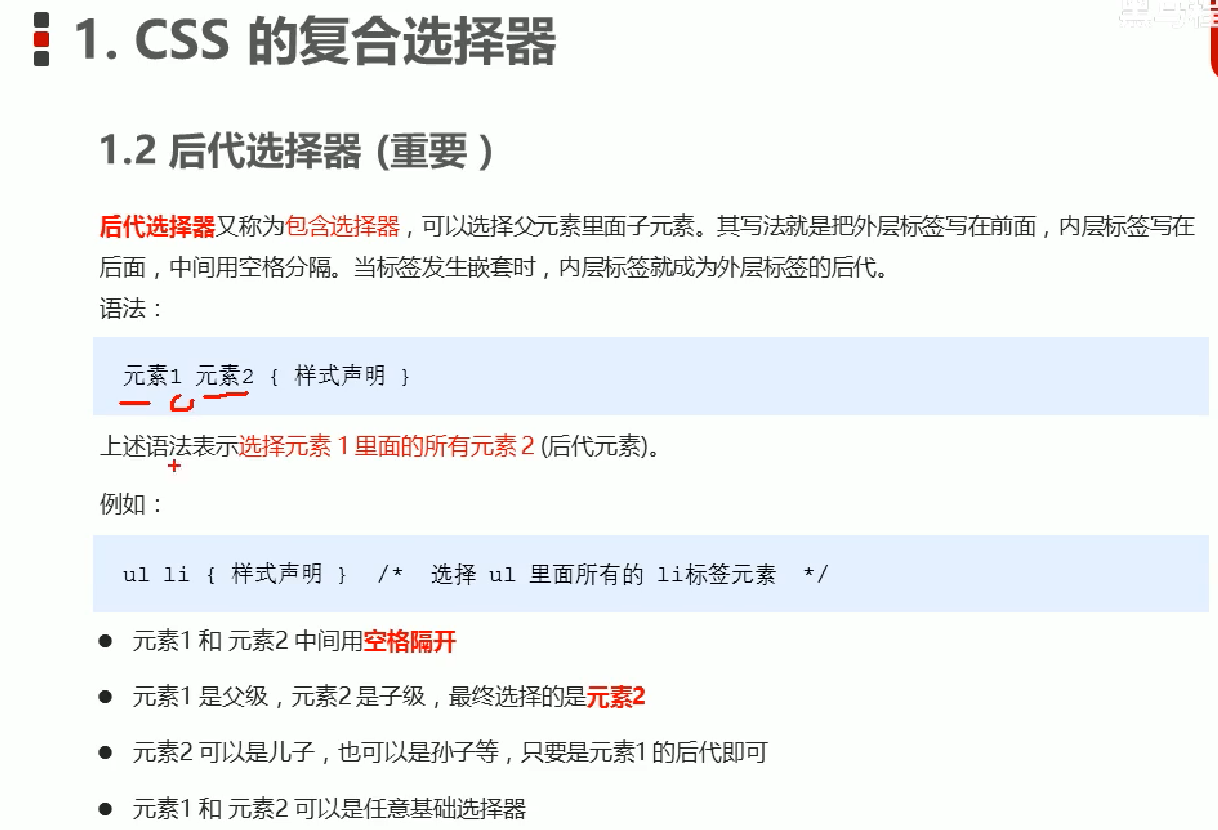 黑马程
1. CSS 的复合选择器
1.2 后代选择器 (重要 )
后代选择器又称为包含选择器，可以选择父元素里面子元素。其写法就是把外层标签写在前面，内层标签写在
后面，中间用空格分隔。当标签发生嵌套时，内层标签就成为外层标签的后代。
语法：
元素1 元素2 { 样式声明 }
上述语法表示选择元素 1 里面的所有元素 2 (后代元素)。
例如：
ul li { 样式声明 } /* 选择 ul 里面所有的 li标签元素 */
● 元素1 和 元素2 中间用空格隔开
● 元素1 是父级，元素2 是子级，最终选择的是元素2
● 元素2 可以是儿子，也可以是孙子等，只要是元素1 的后代即可
● 元素1 和 元素2 可以是任意基础选择器